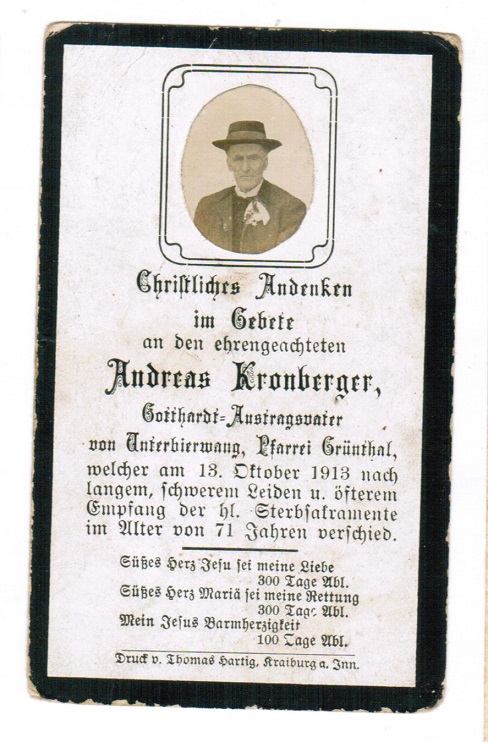 Christliches Andenken
im Gebete
an den ehrengeachteten
Andreas Kronberger,
Gotthardt-Austragsvater
von Unterbierwang, Pfarrei Grünthal,
welcher am 13. Oktober 1913 nach
langem, schwerem Leiden u. öfterem
Empfang der hl. Sterbsakramente
im Alter von 71 Jahren verschied.
Süßes Herz Jesu sei meine Liebe
300 Tage Abl.
Süßes Herz Mariä sei meine Rettung
300 Tage Abl.
Mein Jesus Barmherzigkeit
100 Tage Abl.
Druck v. Thomas Hartig, Kraiburg a. Inn.